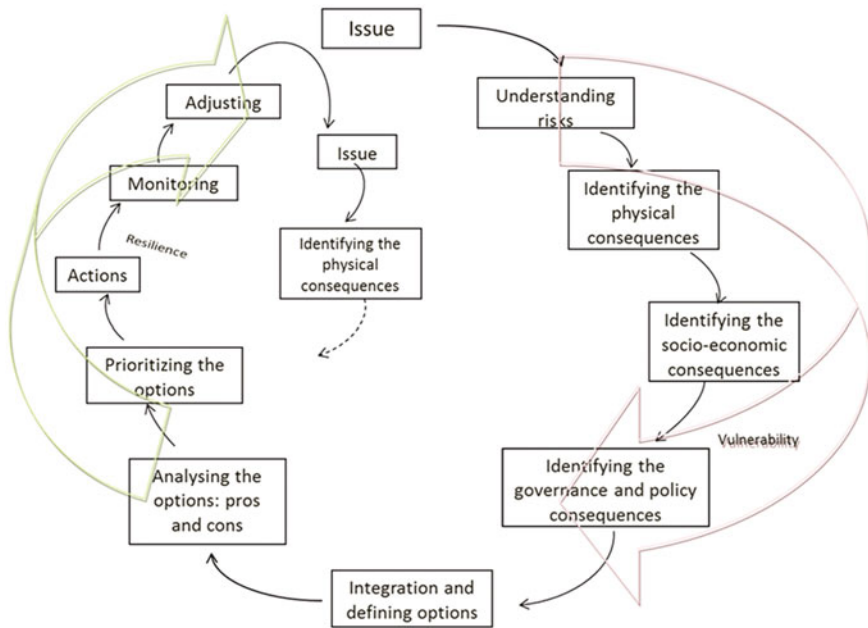 Issue
Understanding
risks
Identifying the
physical
consequences
Identifying the
socio-economic
consequences
Vulnerability
Identifying the
governance and policy
consequences
Integration and
defining options
Analysing the
options: pros
and cons
Prioritizing the
options
Actions
Resilience
Monitoring
Adjusting
Issue
Identifying the
physical
consequences